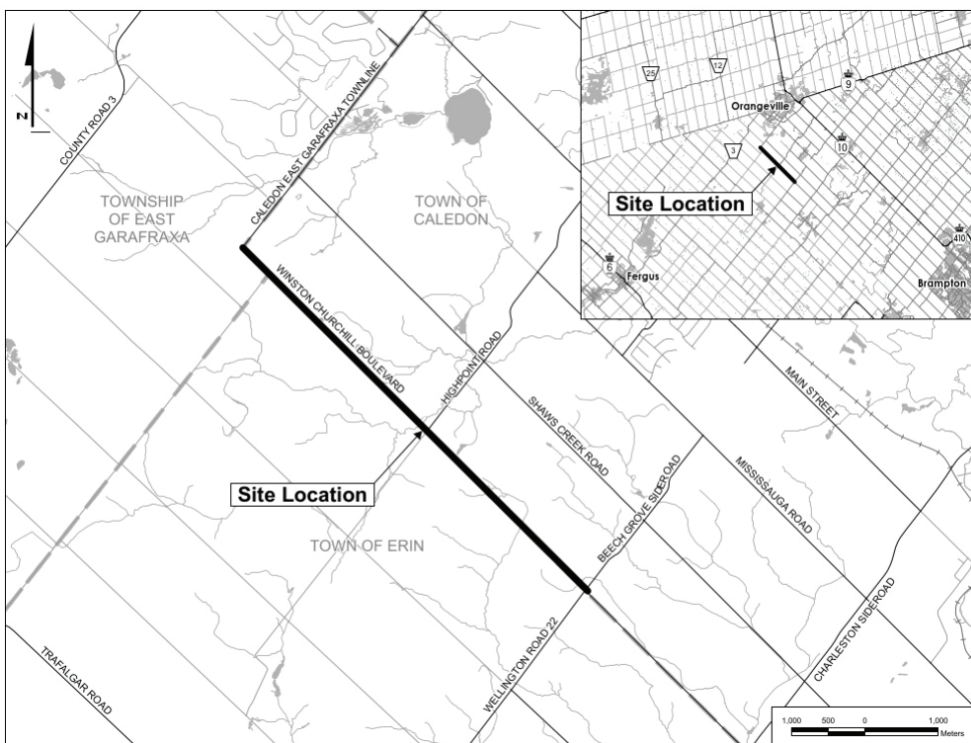 N
COUNTY ROAD 3
CALEDON EAST GARAFRAXA TOWNLINE
TOWNSHIP
OF EAST
GARAFRAXA
TOWN OF
CALEDON
WINSTON CHURCHILL BOULEVARD
HIGHPOINT ROAD
SHAWS CREEK ROAD
MAIN STREET
MISSISSAUGA ROAD
BEECH GROVE SIDEROAD
CHARLESTON SIDEROAD
Site Location
TOWN OF ERIN
WELLINGTON ROAD 22
TRAFALGAR ROAD
25
12
9
Orangeville
3
10
Site Location
410
6
Fergus
Brampton
1,000 500 0 1,000
Meters